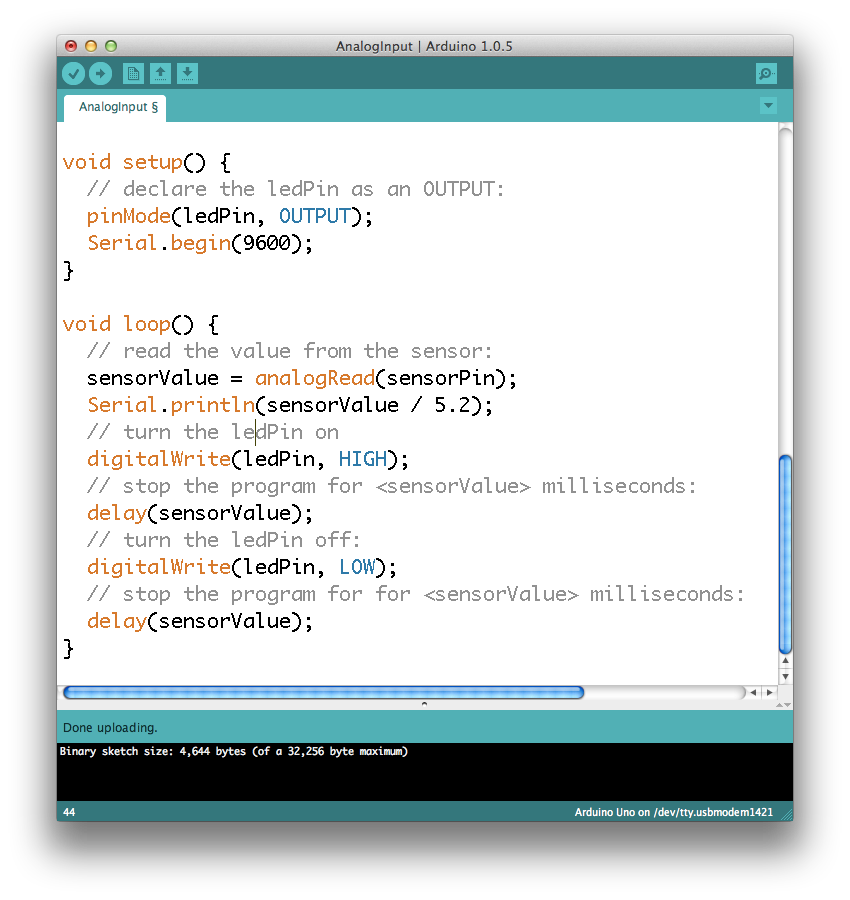 AnalogInput | Arduino 1.0.5
AnalogInput §
void setup() {
  // declare the ledPin as an OUTPUT:
  pinMode(ledPin, OUTPUT);
  Serial.begin(9600);
}
void loop() {
  // read the value from the sensor:
  sensorValue = analogRead(sensorPin);
  Serial.println(sensorValue / 5.2);
  // turn the ledPin on
  digitalWrite(ledPin, HIGH);
  // stop the program for <sensorValue> milliseconds:
  delay(sensorValue);
  // turn the ledPin off:
  digitalWrite(ledPin, LOW);
  // stop the program for for <sensorValue> milliseconds:
  delay(sensorValue);
}
Done uploading.
Binary sketch size: 4,644 bytes (of a 32,256 byte maximum)
44
Arduino Uno on /dev/tty.usbmodem1421